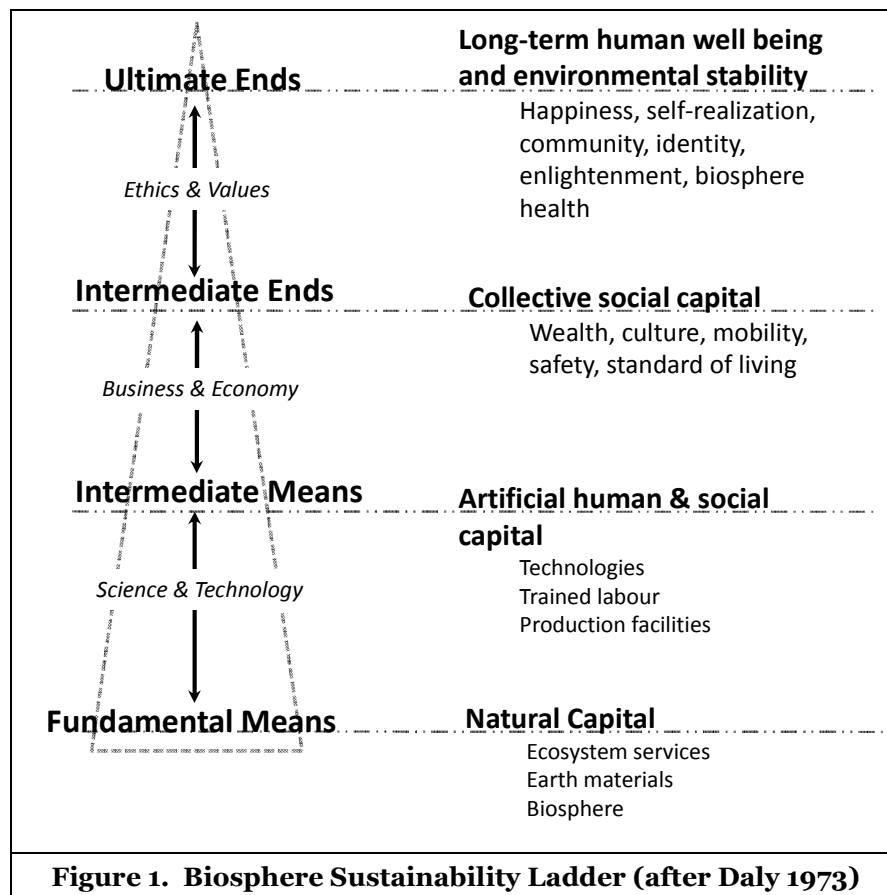 Ultimate Ends
Long-term human well being
and environmental stability
Happiness, self-realization,
community, identity,
enlightenment, biosphere
health
Ethics & Values
Intermediate Ends
Collective social capital
Wealth, culture, mobility,
safety, standard of living
Business & Economy
Intermediate Means
Artificial human & social
capital
Technologies
Trained labour
Production facilities
Science & Technology
Fundamental Means
Natural Capital
Ecosystem services
Earth materials
Biosphere
Figure 1. Biosphere Sustainability Ladder (after Daly 1973)